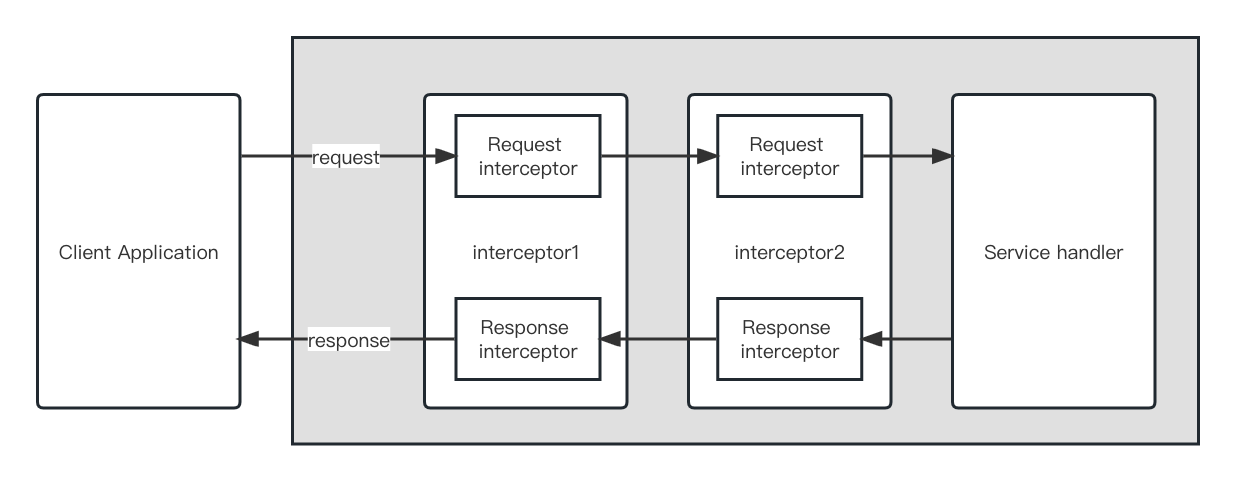 Request
interceptor
Request
interceptor
request
Client Application
interceptor1
interceptor2
Service handler
Response
interceptor
Response
interceptor
response